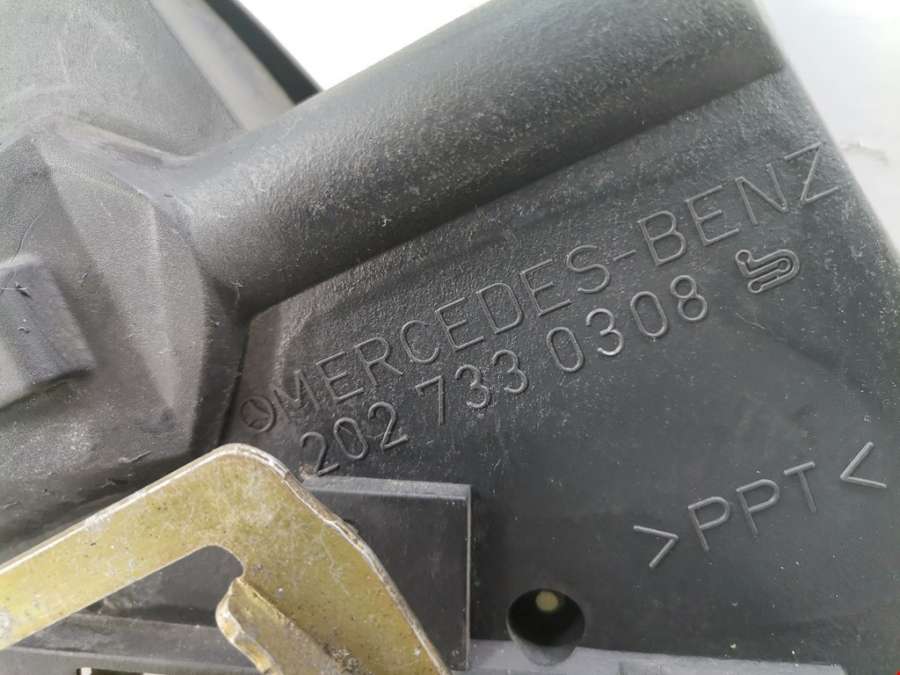 MERCEDES-BENZ
202 733 0308
>PPT<